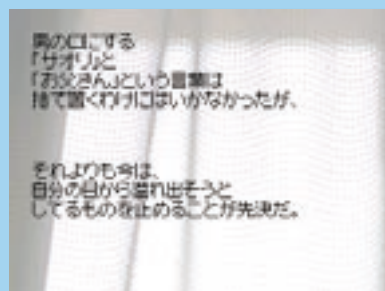 男の口にする
「サオリ」と
「お父さん」という言葉は
捨て置くわけにはいかなかったが、
それよりも今は、
自分の目から溢れ出そうと
してるものを止めることが先決だ。